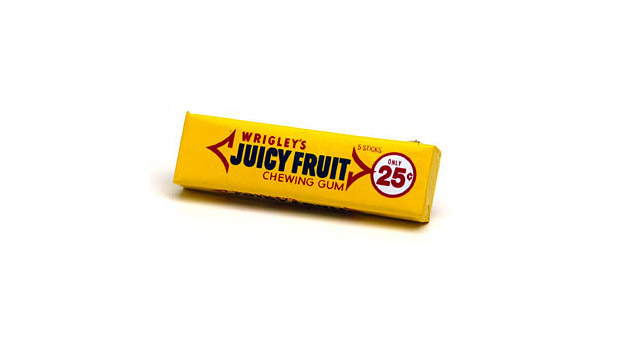 WRIGLEY'S
JUICY FRUIT
CHEWING GUM
5 STICKS
ONLY
25¢